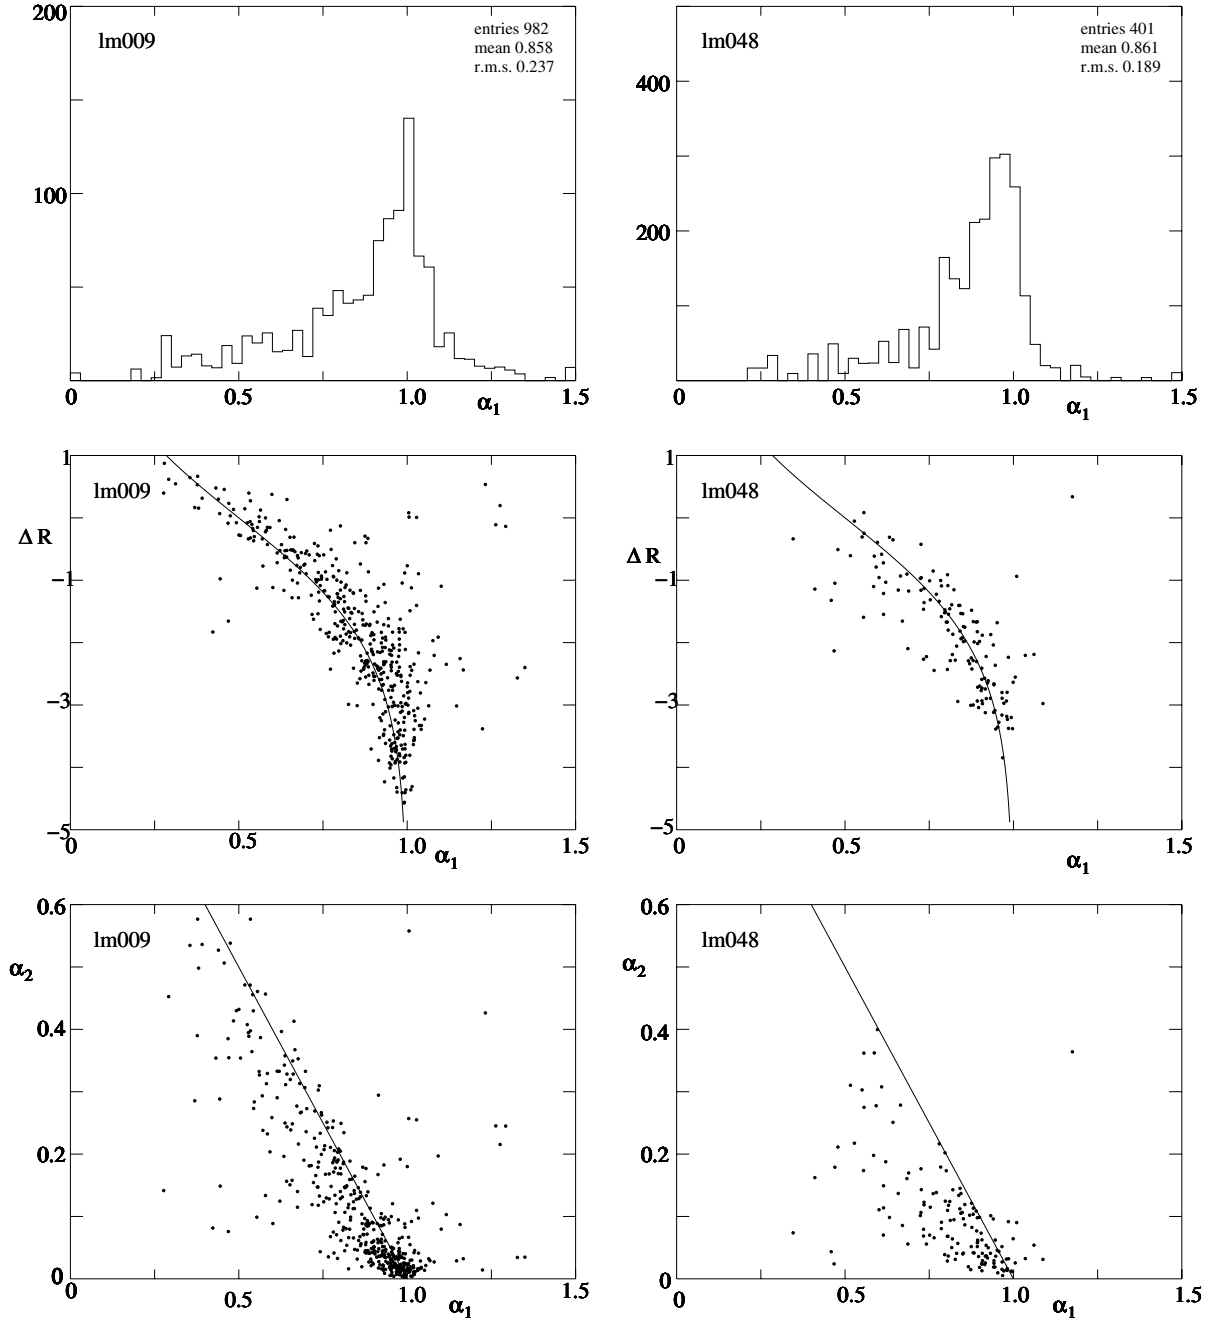 200
100
lm009
entries 982
mean 0.858
r.m.s. 0.237
0 0.5 1.0 1.5
α1
400
200
lm048
entries 401
mean 0.861
r.m.s. 0.189
0 0.5 1.0 1.5
α1
1
lm009
Δ R
−1
−3
−5
0 0.5 1.0 1.5
α1
1
lm048
Δ R
−1
−3
−5
0 0.5 1.0 1.5
α1
0.6
lm009
α2
0.4
0.2
0
0.5 1.0 1.5
α1
0.6
lm048
α2
0.4
0.2
0
0 0.5 1.0 1.5
α1